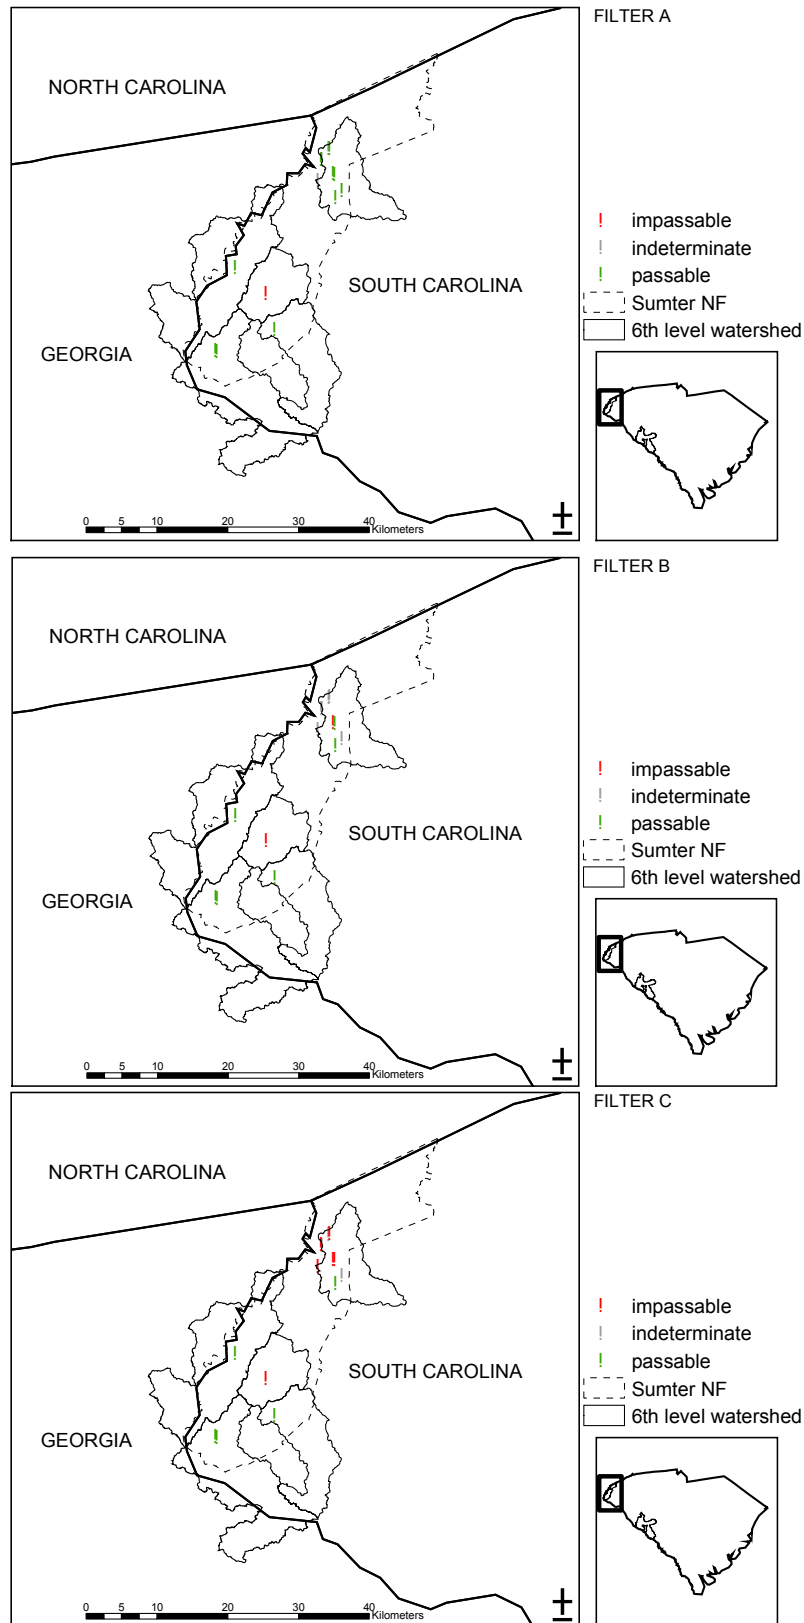 FILTER A
NORTH CAROLINA
SOUTH CAROLINA
GEORGIA
! impassable
! indeterminate
! passable
Sumter NF
6th level watershed
0 5 10 20 30 40
Kilometers
FILTER B
NORTH CAROLINA
SOUTH CAROLINA
GEORGIA
! impassable
! indeterminate
! passable
Sumter NF
6th level watershed
0 5 10 20 30 40
Kilometers
FILTER C
NORTH CAROLINA
SOUTH CAROLINA
GEORGIA
! impassable
! indeterminate
! passable
Sumter NF
6th level watershed
0 5 10 20 30 40
Kilometers